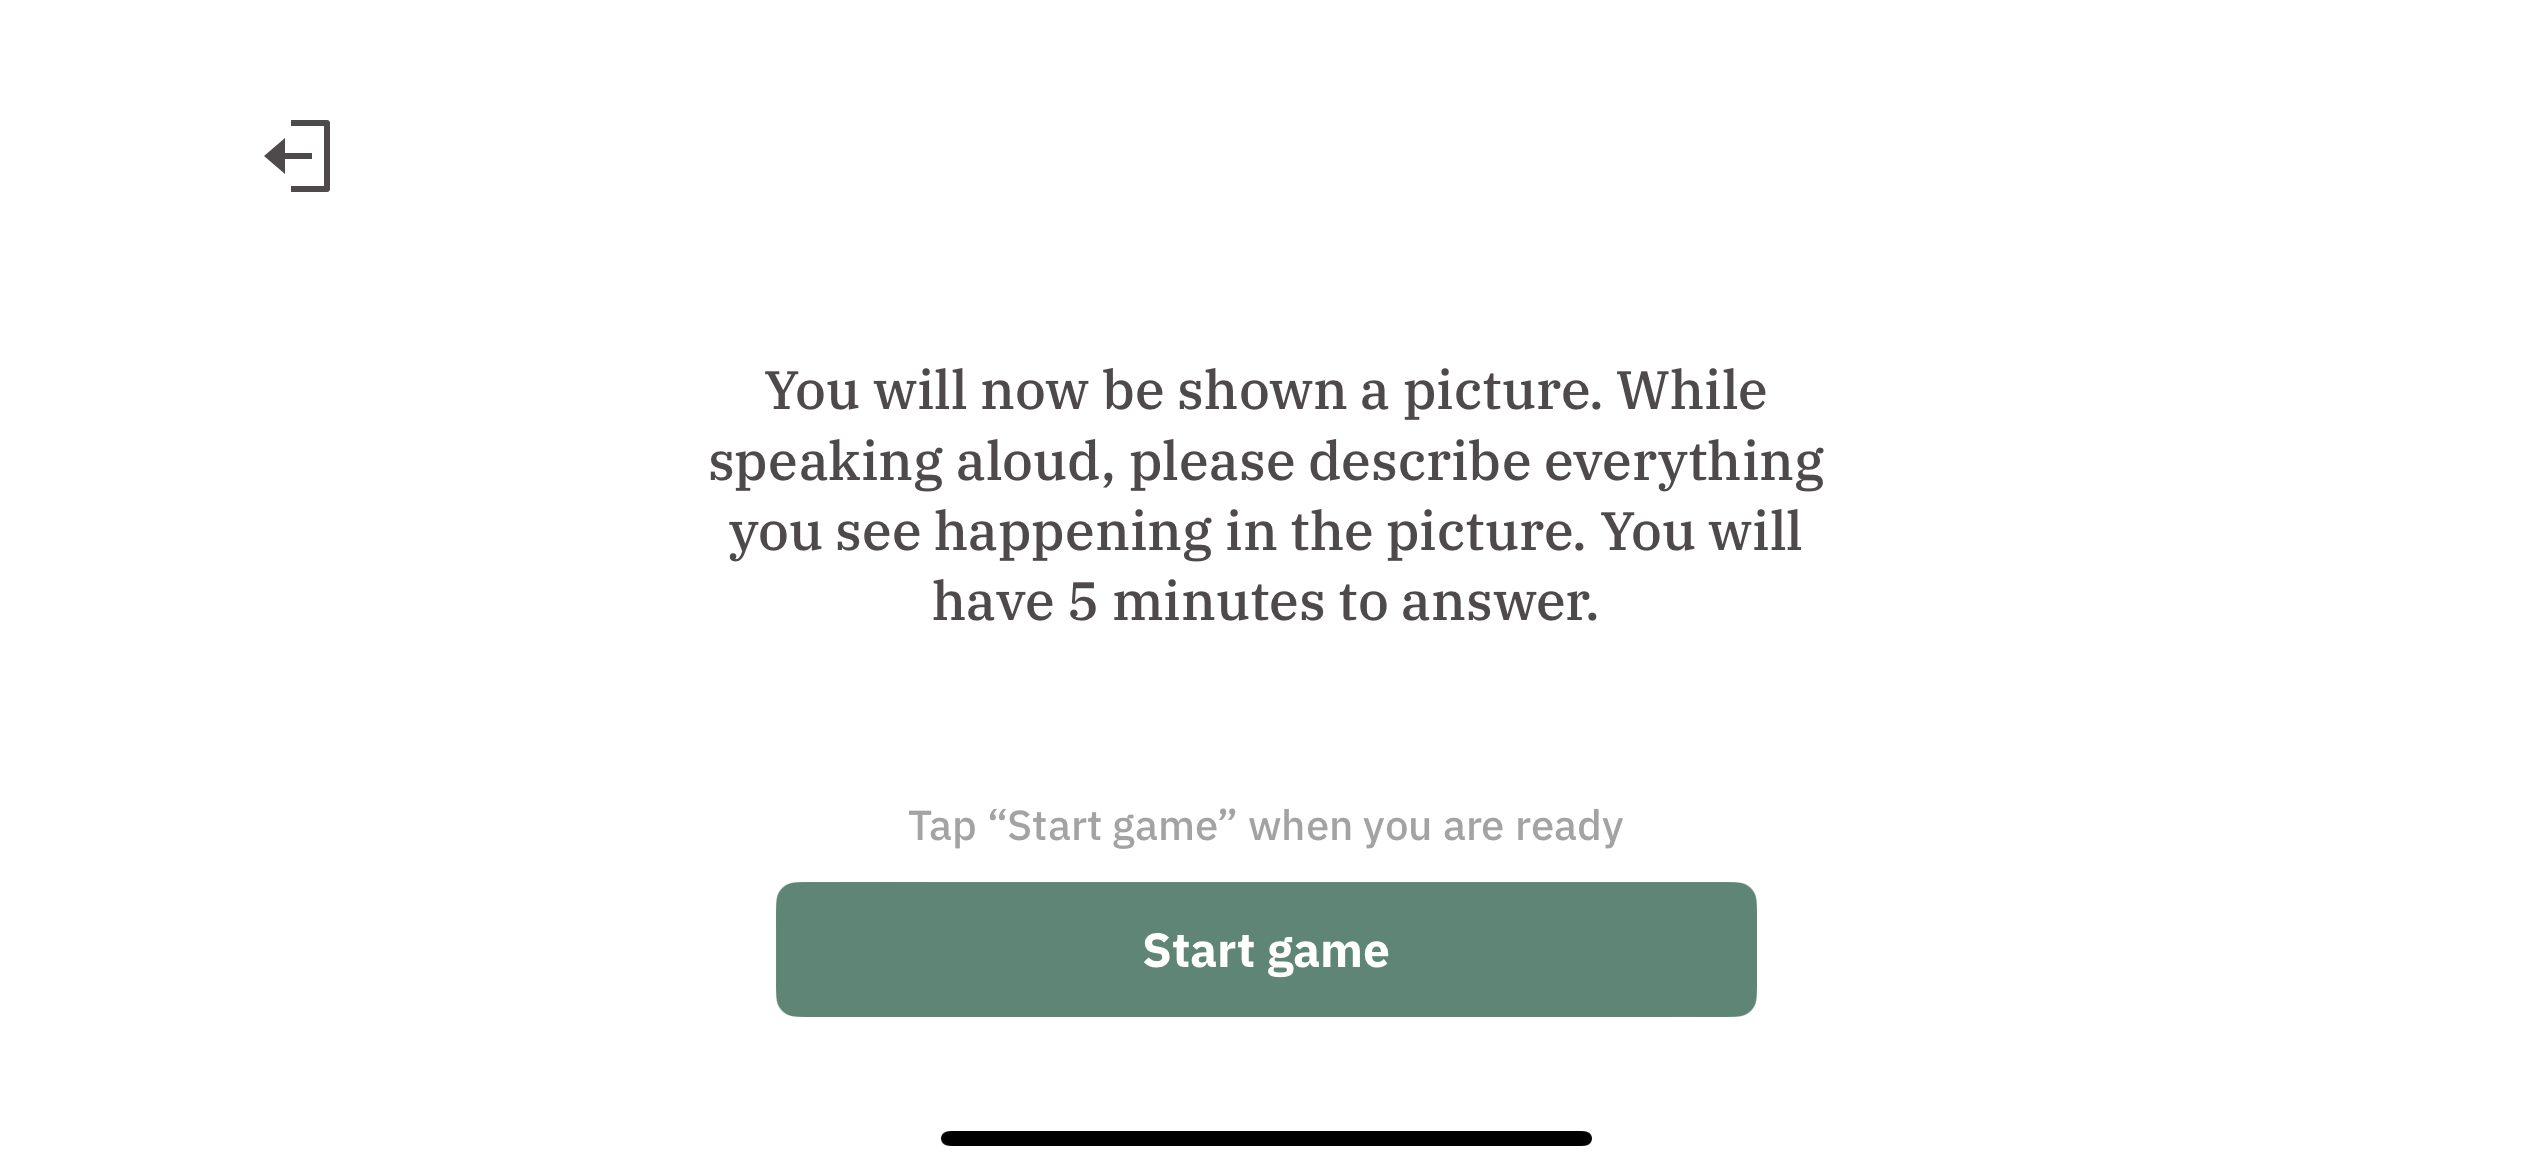 You will now be shown a picture. While
speaking aloud, please describe everything
you see happening in the picture. You will
have 5 minutes to answer.
Tap “Start game” when you are ready
Start game